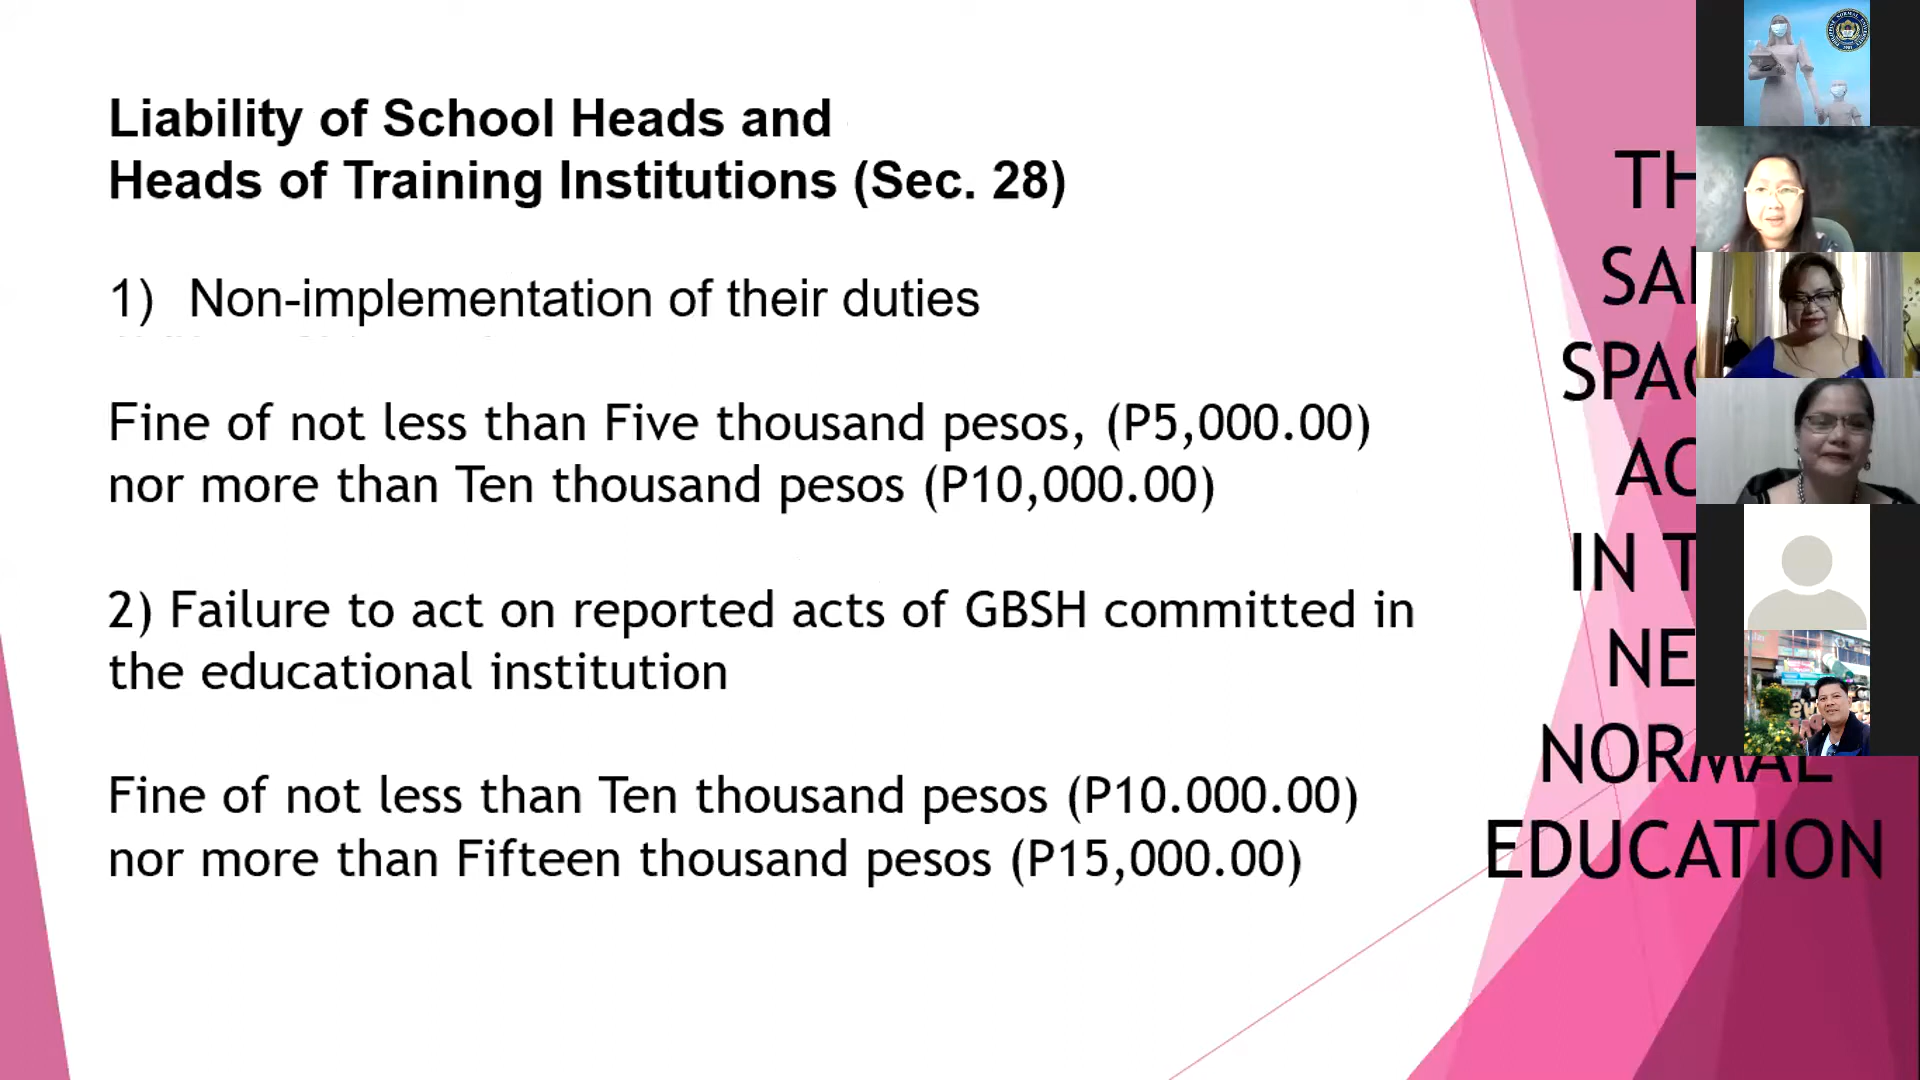 Liability of School Heads and
Heads of Training Institutions (Sec. 28)
1) Non-implementation of their duties
Fine of not less than Five thousand pesos, (P5,000.00)
nor more than Ten thousand pesos (P10,000.00)
2) Failure to act on reported acts of GBSH committed in
the educational institution
Fine of not less than Ten thousand pesos (P10.000.00)
nor more than Fifteen thousand pesos (P15,000.00)
IN
NORMAL
EDUCATION